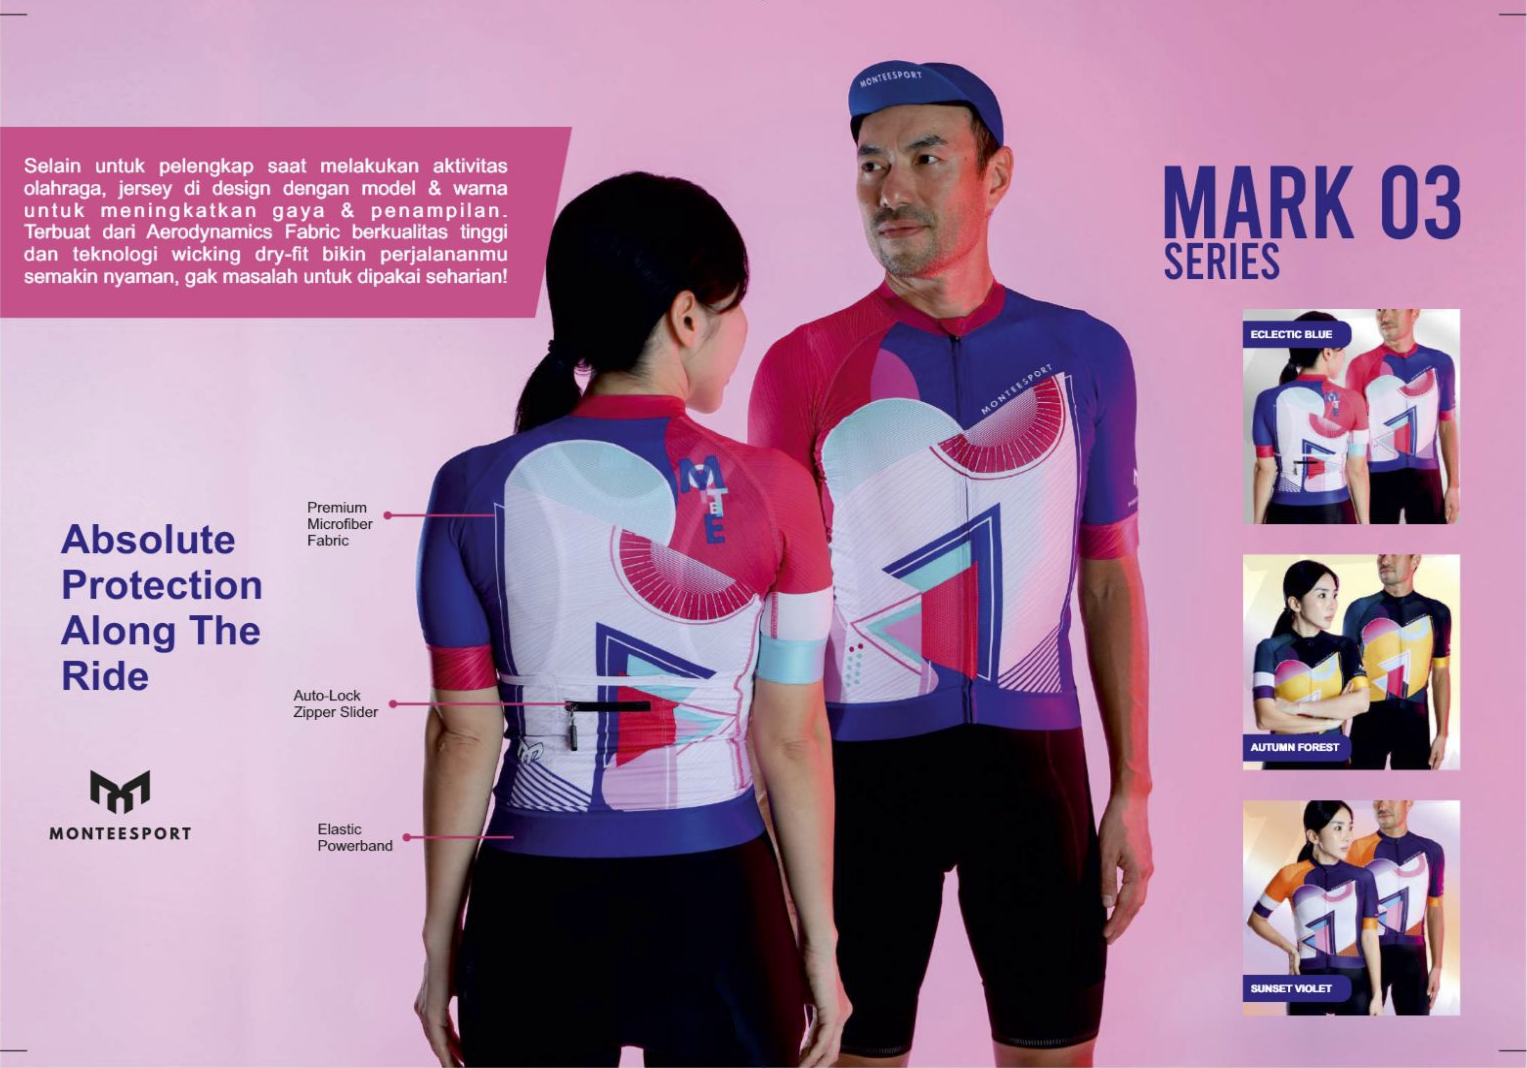 Selain untuk pelengkap saat melakukan aktivitas
olahraga, jersey di design dengan model & warna
untuk meningkatkan gaya & penampilan.
Terbuat dari Aerodynamics Fabric berkualitas tinggi
dan teknologi wicking dry-fit bikin perjalananmu
semakin nyaman, gak masalah untuk dipakai seharian!
MONTEESPORT
MARK 03
SERIES
ECLECTIC BLUE
MONTEESPORT
Premium
Microfiber
Fabric
Absolute
Protection
Along The
Ride
Auto-Lock
Zipper Slider
AUTUMN FOREST
MONTEESPORT
Elastic
Powerband
SUNSET VIOLET